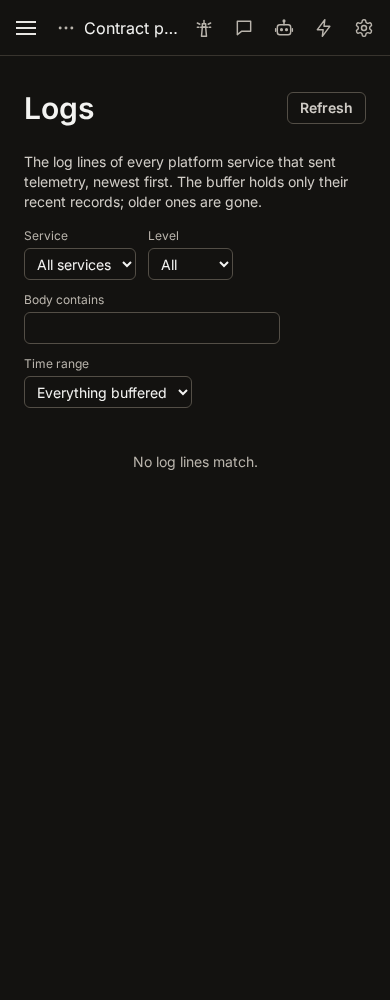 Contract p...
Logs
Refresh
The log lines of every platform service that sent
telemetry, newest first. The buffer holds only their
recent records; older ones are gone.
Service
Level
All services
All
Body contains
Time range
Everything buffered
No log lines match.